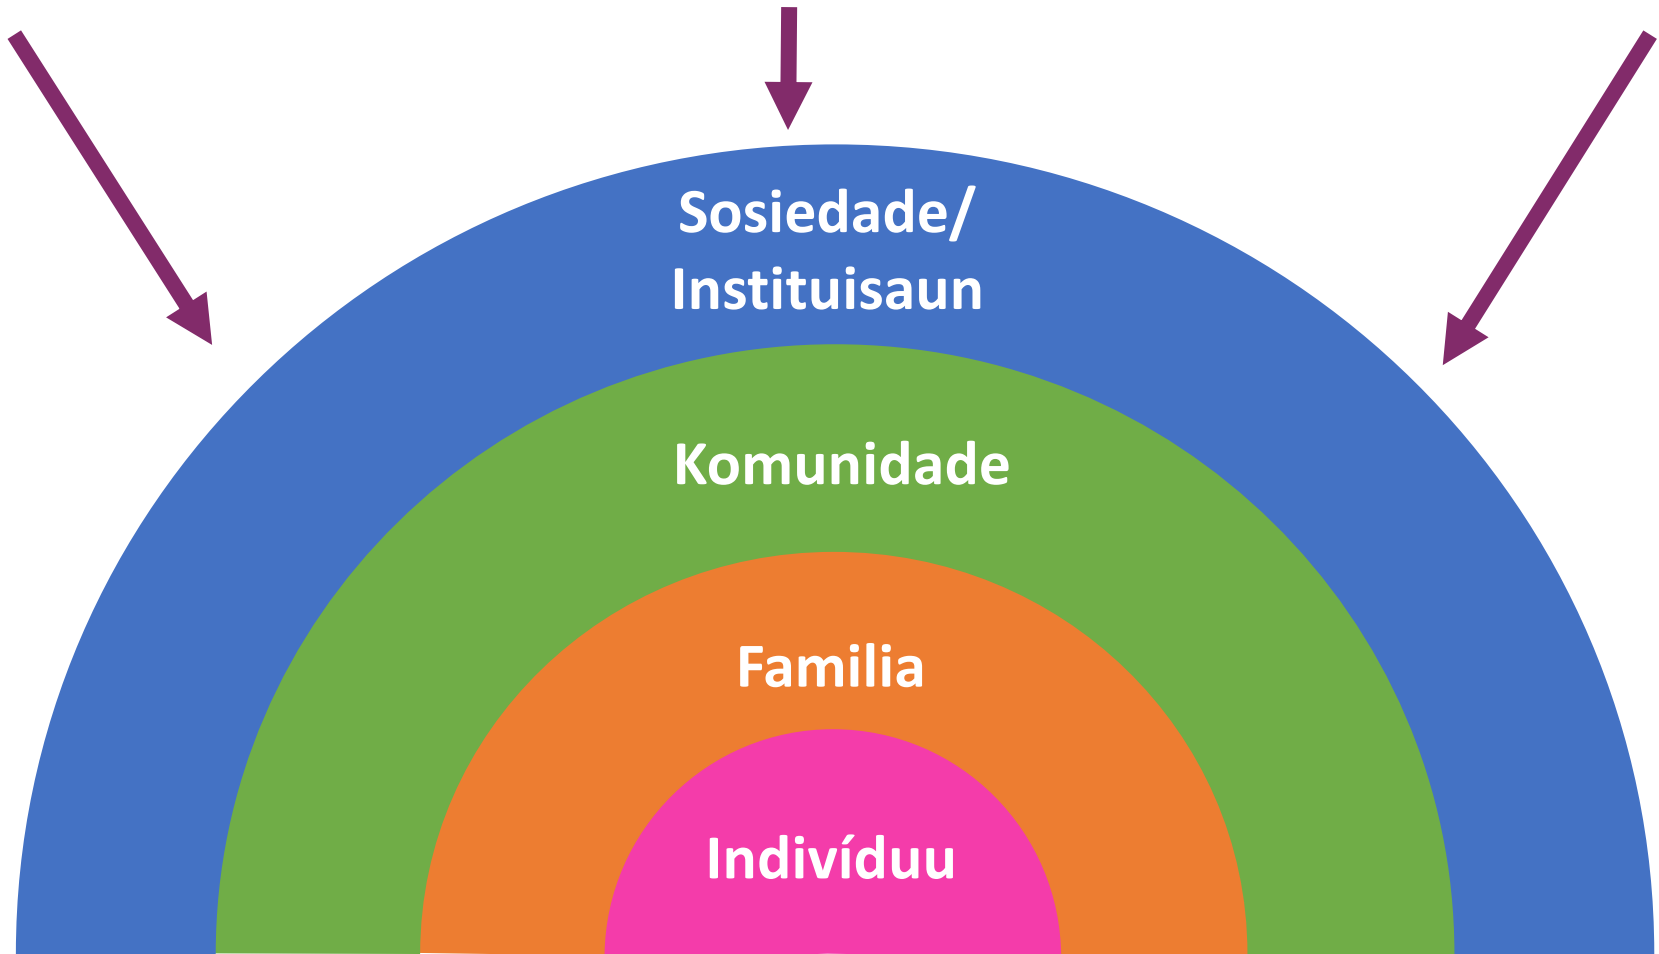 Sosiedade/
Instituisaun
Komunidade
Familia
Indivíduu